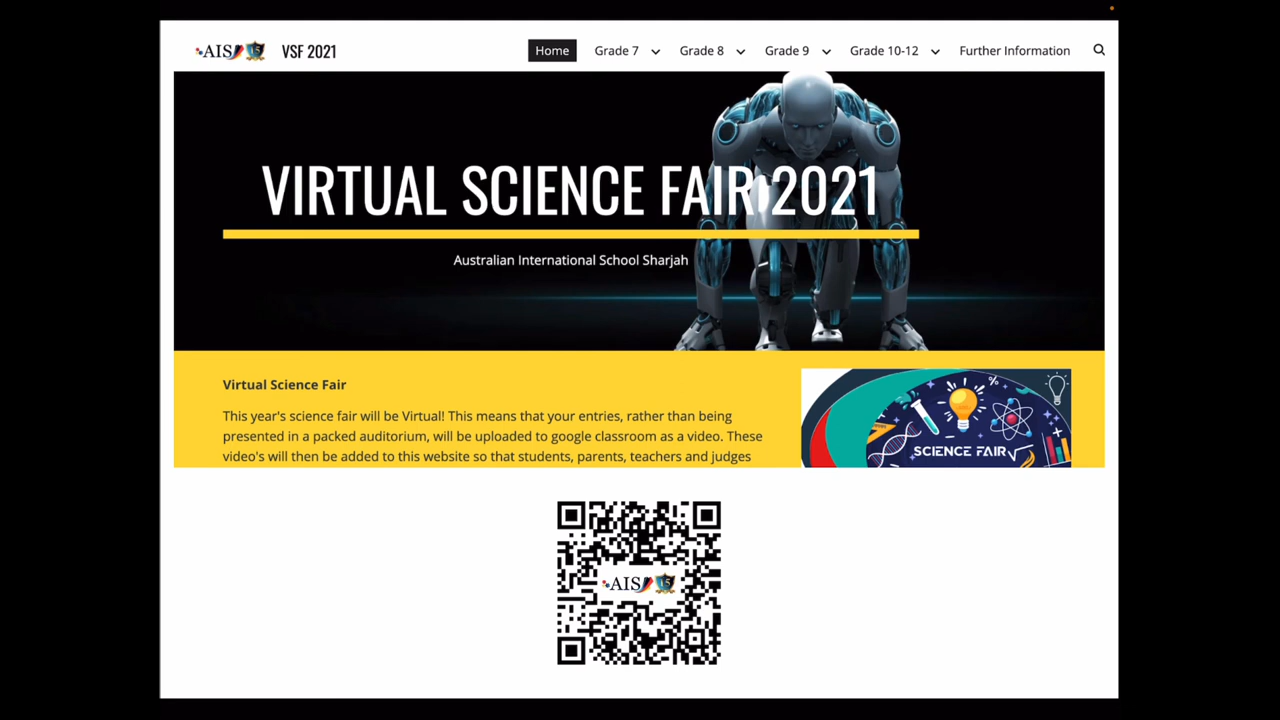 AIS 15 VSF 2021
Home Grade 7 Grade 8 Grade 9 Grade 10-12 Further Information
VIRTUAL SCIENCE FAIR 2021
Australian International School Sharjah
Virtual Science Fair
This year's science fair will be Virtual! This means that your entries, rather than being
presented in a packed auditorium, will be uploaded to google classroom as a video. These
video's will then be added to this website so that students, parents, teachers and judges
%
SCIENCE FAIR
AIS 15